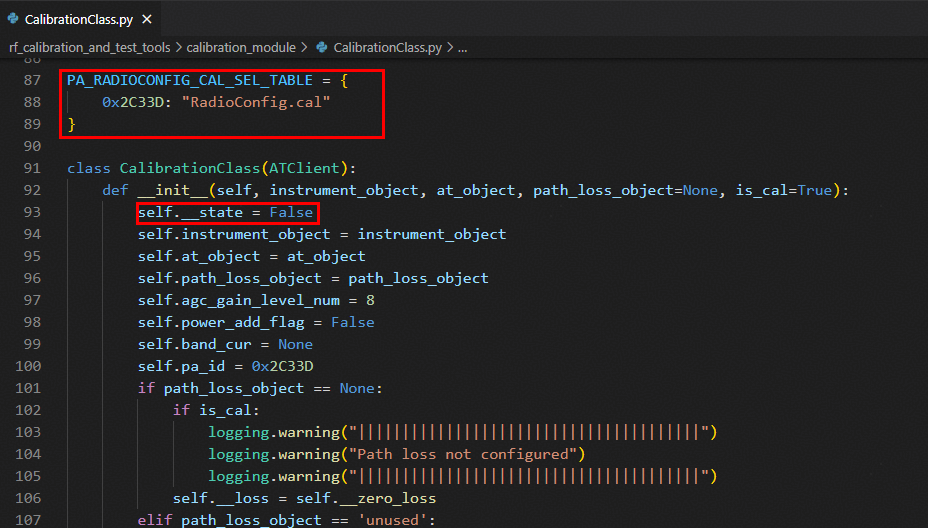 CalibrationClass.py ×
rf_calibration_and_test_tools > calibration_module > CalibrationClass.py > ...
86
87 PA_RADIOCONFIG_CAL_SEL_TABLE = {
88     0x2C33D: "RadioConfig.cal"
89 }
90
91 class CalibrationClass(ATClient):
92     def __init__(self, instrument_object, at_object, path_loss_object=None, is_cal=True):
93         self.__state = False
94         self.instrument_object = instrument_object
95         self.at_object = at_object
96         self.path_loss_object = path_loss_object
97         self.agc_gain_level_num = 8
98         self.power_add_flag = False
99         self.band_cur = None
100         self.pa_id = 0x2C33D
101         if path_loss_object == None:
102             if is_cal:
103                 logging.warning("|||||||||||||||||||||||||||||||||||||||")
104                 logging.warning("Path loss not configured")
105                 logging.warning("|||||||||||||||||||||||||||||||||||||||")
106             self.__loss = self.__zero_loss
107         elif path_loss_object == 'unused':